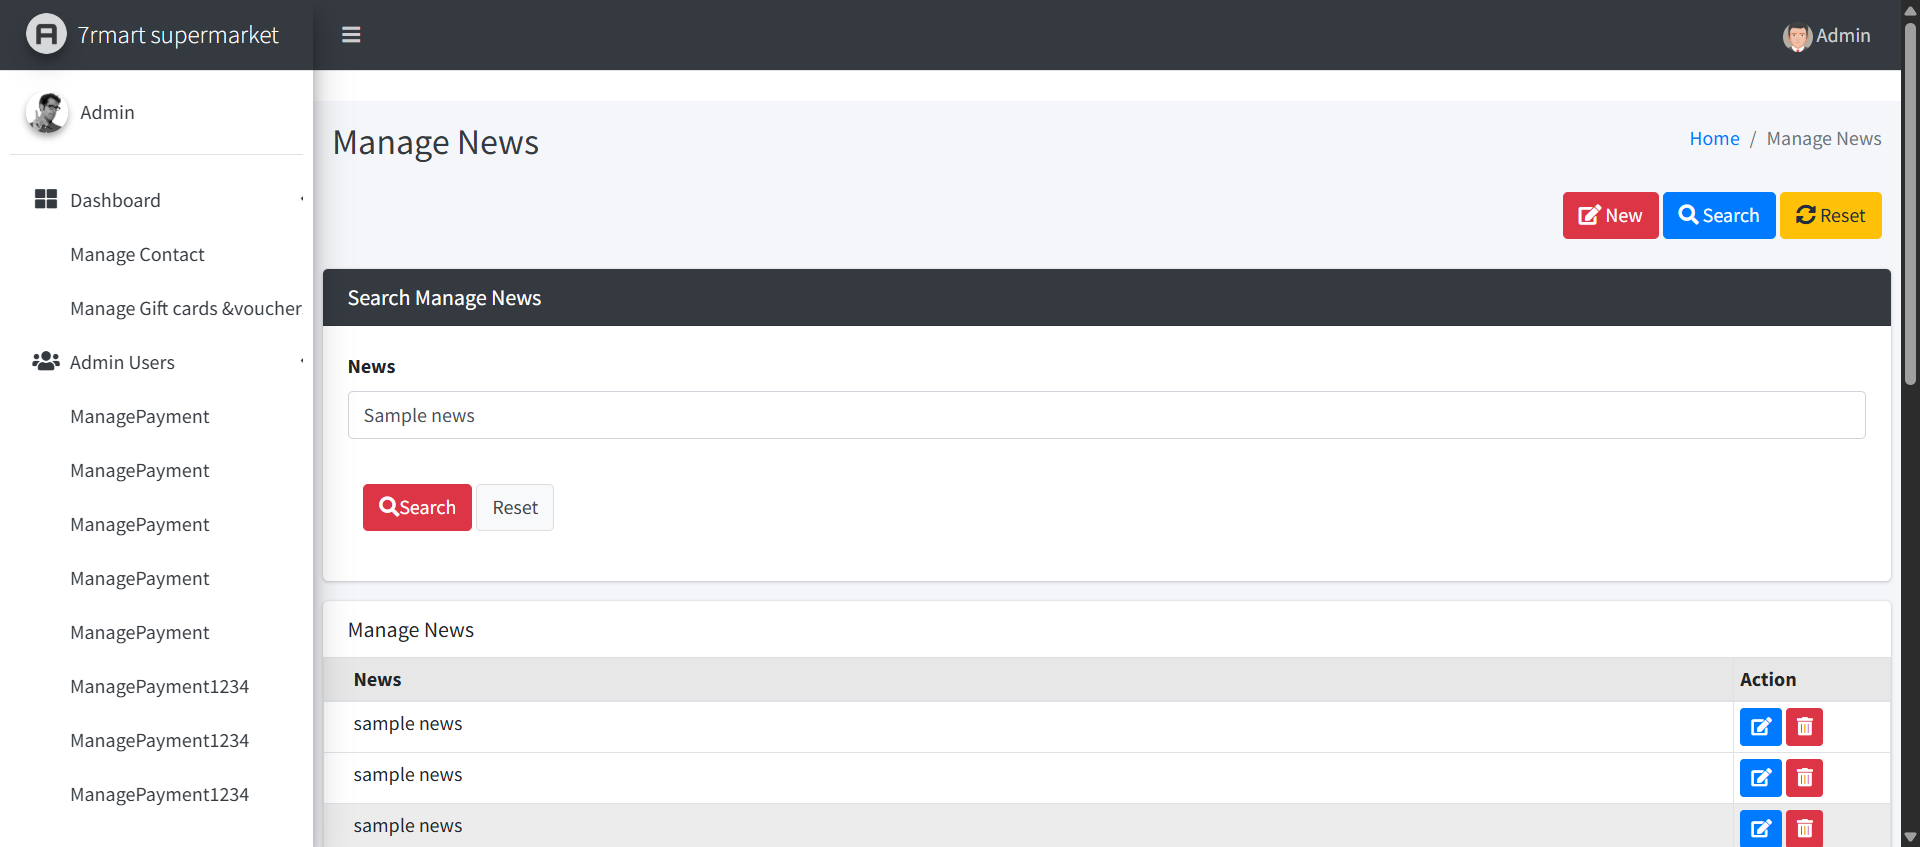 7rmart supermarket
Admin
Admin
Manage News
Home / Manage News
Dashboard
Manage Contact
Manage Gift cards &voucher
Admin Users
ManagePayment
ManagePayment
ManagePayment
ManagePayment
ManagePayment
ManagePayment1234
ManagePayment1234
ManagePayment1234
New Search Reset
Search Manage News
News
Sample news
Search Reset
Manage News
News Action
sample news
sample news
sample news